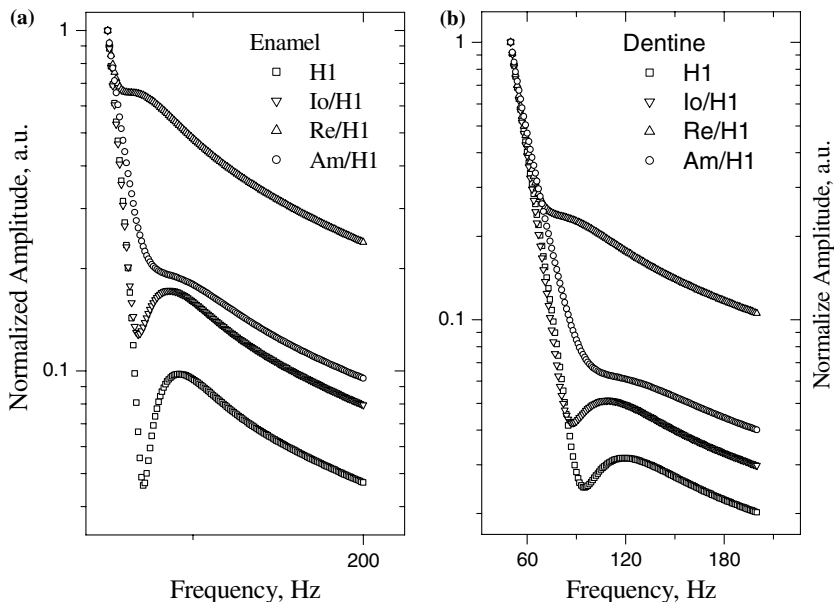 (a)
Normalized Amplitude, a.u.
1
0.1
Enamel
H1
Io/H1
Re/H1
Am/H1
200
Frequency, Hz
(b)
1
0.1
Dentine
H1
Io/H1
Re/H1
Am/H1
60 120 180
Frequency, Hz
Normalize Amplitude, a.u.